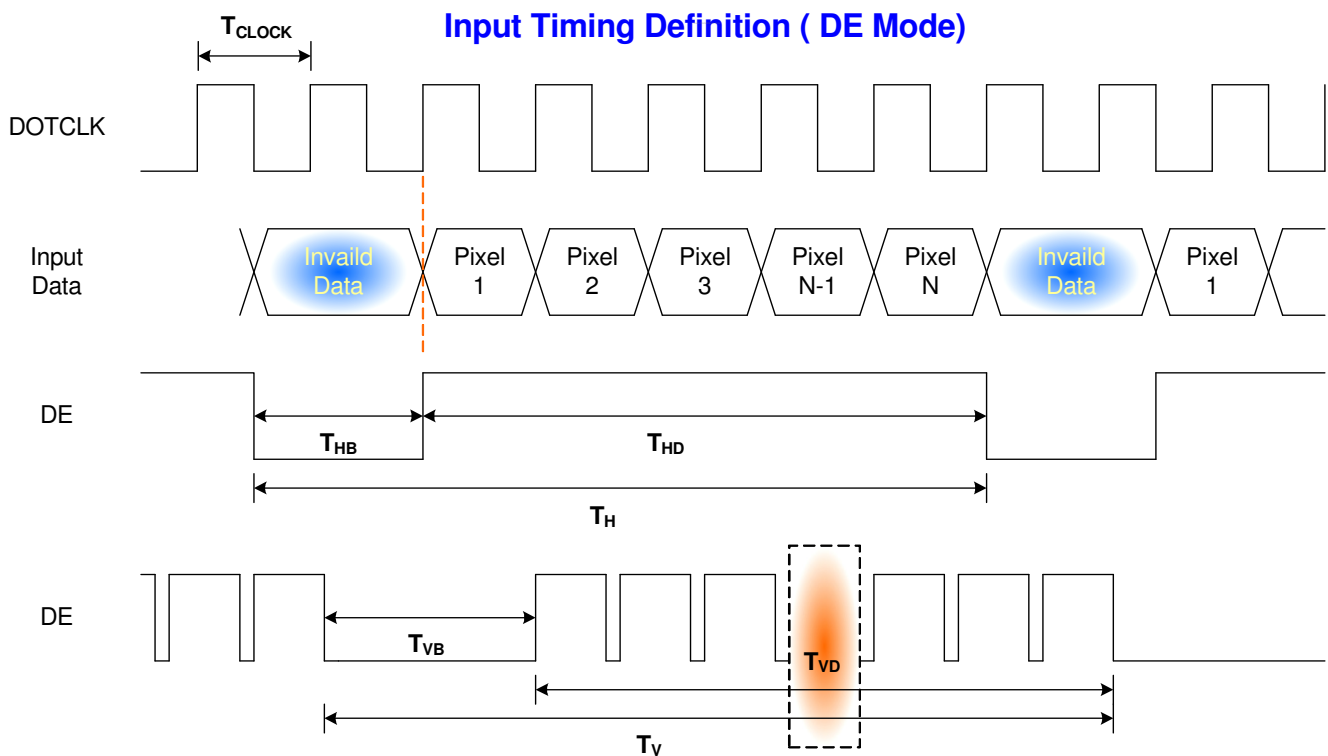 Input Timing Definition ( DE Mode)
TCLOCK
DOTCLK
Input
Data
Invaild
Data
Pixel
1
Pixel
2
Pixel
3
Pixel
N-1
Pixel
N
Invaild
Data
Pixel
1
DE
THB
THD
TH
DE
TVB
TVD
TV